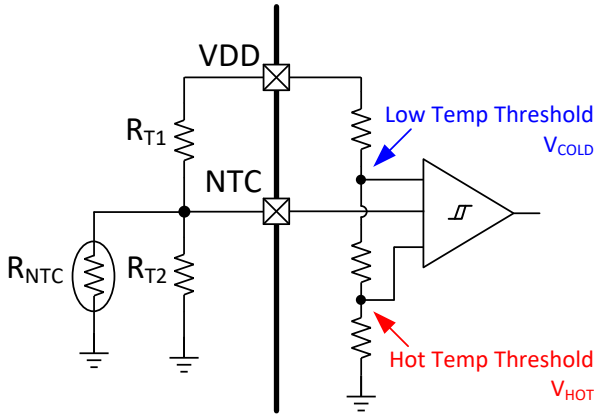 VDD
R_T1
Low Temp Threshold
V_COLD
NTC
R_NTC
R_T2
Hot Temp Threshold
V_HOT